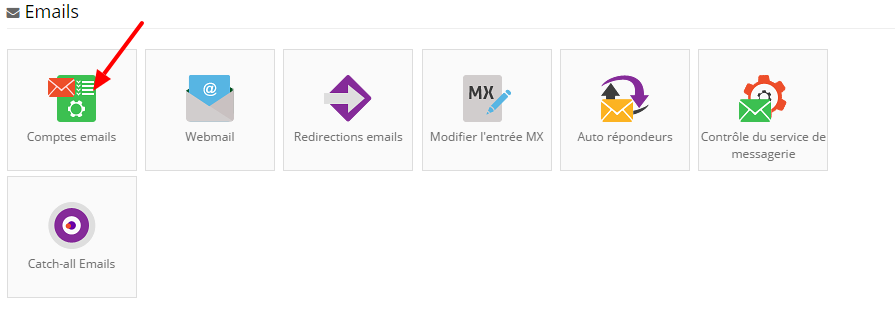 Emails
@
MX
Comptes emails
Webmail
Redirections emails
Modifier l'entrée MX
Auto répondeurs
Contrôle du service de
messagerie
Catch-all Emails